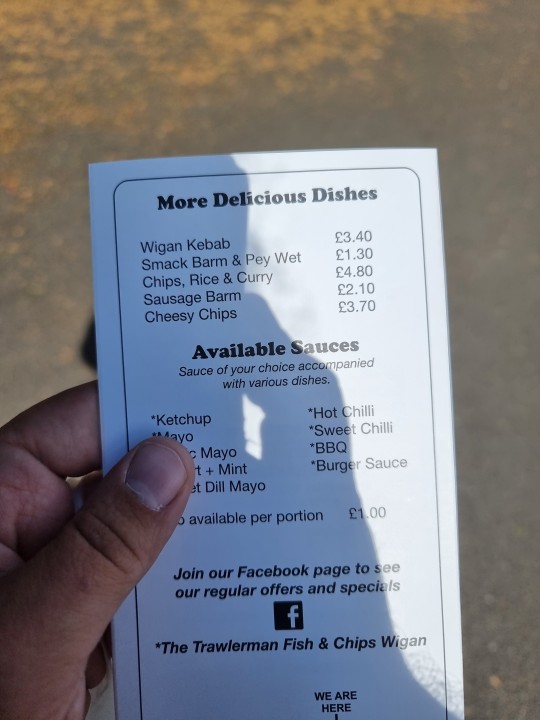 More Delicious Dishes
Wigan Kebab £3.40
Smack Barm & Pey Wet £1.30
Chips, Rice & Curry £4.80
Sausage Barm £2.10
Cheesy Chips £3.70
Available Sauces
Sauce of your choice accompanied
with various dishes.
*Ketchup
*Mayo
Mayo
+ Mint
Dill Mayo
*Hot Chilli
*Sweet Chilli
*BBQ
*Burger Sauce
available per portion £1.00
Join our Facebook page to see
our regular offers and specials
f
*The Trawlerman Fish & Chips Wigan
WE ARE
HERE